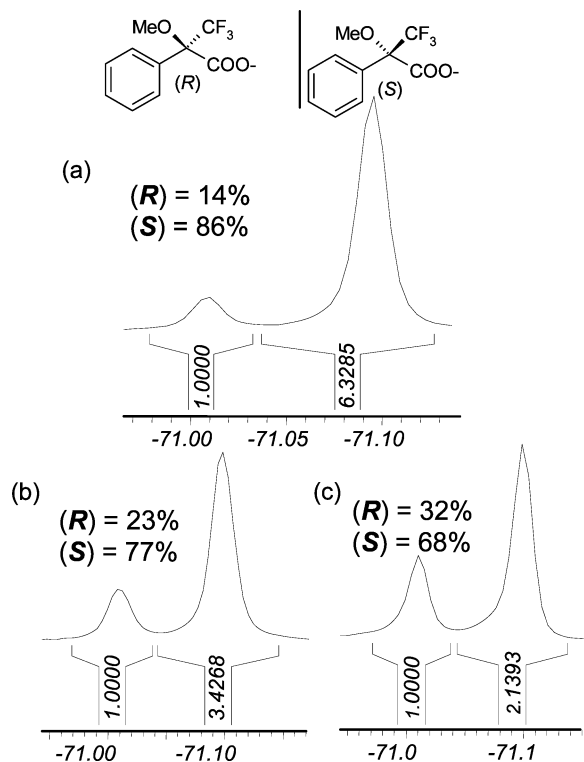 MeO CF3
COO-
(R)
MeO CF3
COO-
(S)
(a)
(R) = 14%
(S) = 86%
1.0000
6.3285
-71.00 -71.05 -71.10
(b)
(R) = 23%
(S) = 77%
1.0000
3.4268
-71.00 -71.10
(c)
(R) = 32%
(S) = 68%
1.0000
2.1393
-71.0 -71.1